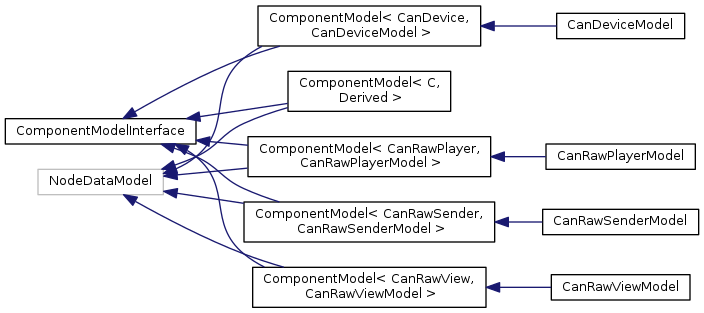 ComponentModel< CanDevice,
CanDeviceModel >
CanDeviceModel
ComponentModel< C,
Derived >
ComponentModelInterface
ComponentModel< CanRawPlayer,
CanRawPlayerModel >
CanRawPlayerModel
NodeDataModel
ComponentModel< CanRawSender,
CanRawSenderModel >
CanRawSenderModel
ComponentModel< CanRawView,
CanRawViewModel >
CanRawViewModel